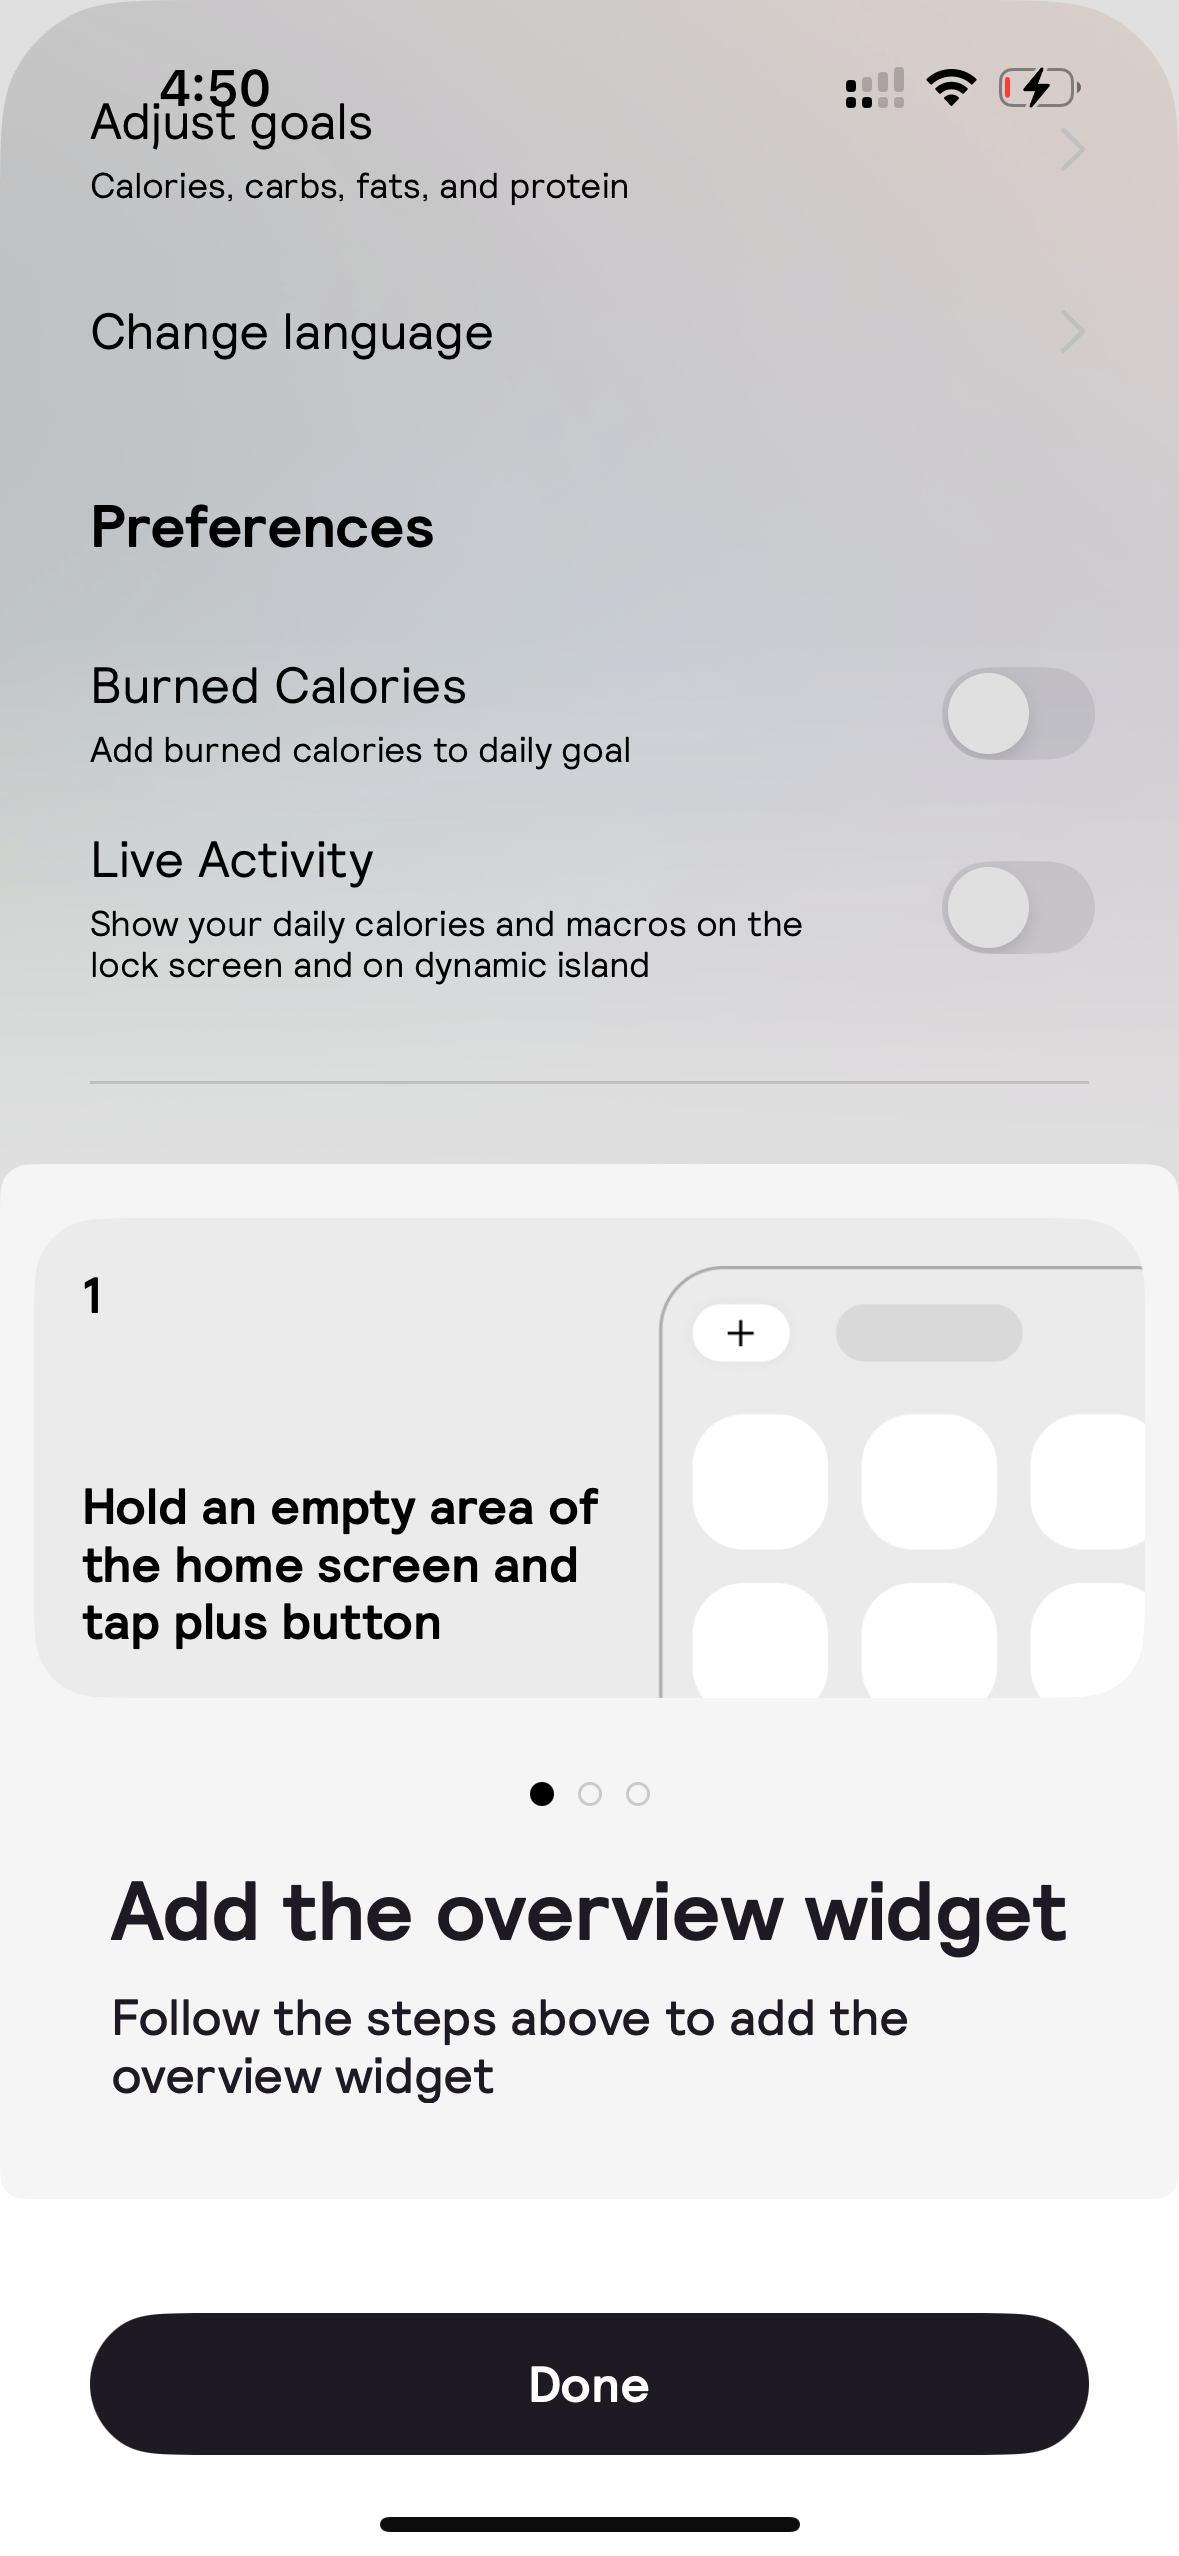 4:50
Adjust goals
Calories, carbs, fats, and protein
Change language
Preferences
Burned Calories
Add burned calories to daily goal
Live Activity
Show your daily calories and macros on the
lock screen and on dynamic island
1
Hold an empty area of
the home screen and
tap plus button
Add the overview widget
Follow the steps above to add the
overview widget
Done